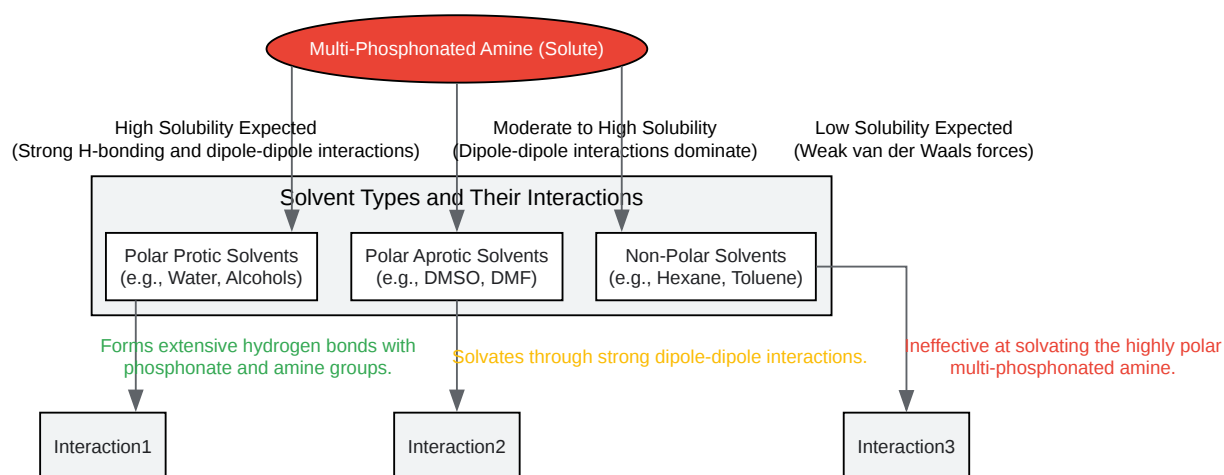 Multi-Phosphonated Amine (Solute)
High Solubility Expected
(Strong H-bonding and dipole-dipole interactions)
Moderate to High Solubility
(Dipole-dipole interactions dominate)
Low Solubility Expected
(Weak van der Waals forces)
Solvent Types and Their Interactions
Polar Protic Solvents
(e.g., Water, Alcohols)
Polar Aprotic Solvents
(e.g., DMSO, DMF)
Non-Polar Solvents
(e.g., Hexane, Toluene)
Forms extensive hydrogen bonds with
phosphonate and amine groups.
Solvates through strong dipole-dipole interactions.
Ineffective at solvating the highly polar
multi-phosphonated amine.
Interaction1
Interaction2
Interaction3